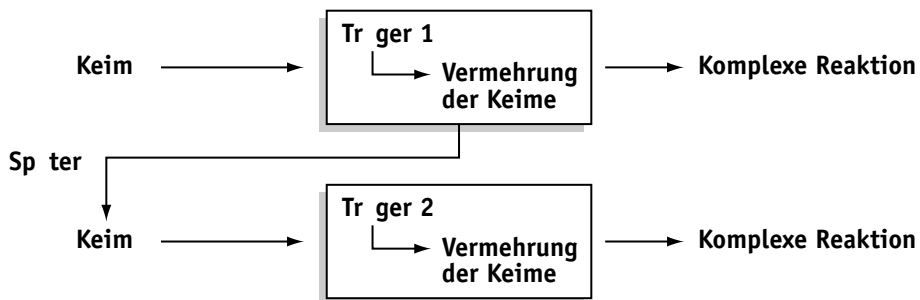 Tr ger 1
Keim
Vermehrung
der Keime
Komplexe Reaktion
Sp ter
Tr ger 2
Keim
Vermehrung
der Keime
Komplexe Reaktion